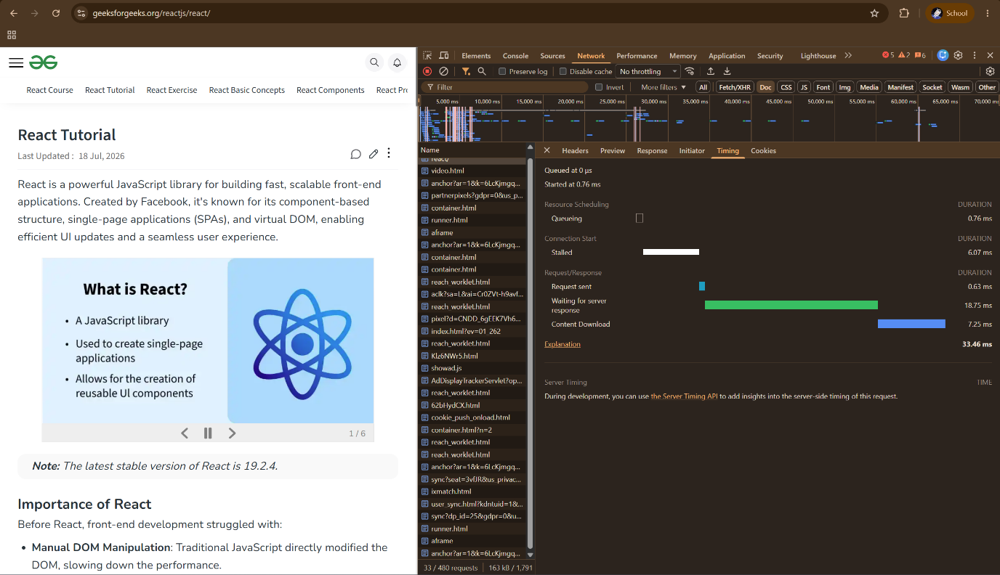 geeksforgeeks.org/reactjs/react/
School
React Course React Tutorial React Exercise React Basic Concepts React Components React Pr
React Tutorial
Last Updated : 18 Jul, 2026
React is a powerful JavaScript library for building fast, scalable front-end
applications. Created by Facebook, it's known for its component-based
structure, single-page applications (SPAs), and virtual DOM, enabling
efficient UI updates and a seamless user experience.
What is React?
• A JavaScript library
• Used to create single-page
applications
• Allows for the creation of
reusable UI components
1 / 6
Note: The latest stable version of React is 19.2.4.
Importance of React
Before React, front-end development struggled with:
• Manual DOM Manipulation: Traditional JavaScript directly modified the
DOM, slowing down the performance.
Elements Console Sources Network Performance Memory Application Security Lighthouse 5 2 6
Preserve log Disable cache No throttling
Filter Invert More filters All Fetch/XHR Doc CSS JS Font Img Media Manifest Socket Wasm Other
5,000 ms 10,000 ms 15,000 ms 20,000 ms 25,000 ms 30,000 ms 35,000 ms 40,000 ms 45,000 ms 50,000 ms 55,000 ms 60,000 ms 65,000 ms 70,000 ms
Name
react/
video.html
anchor?ar=1&k=6LcKjmgq...
partnerpixels?gdpr=0&us_p...
container.html
runner.html
aframe
anchor?ar=1&k=6LcKjmgq...
container.html
container.html
reach_worklet.html
aclk?sa=L&ai=Cr0ZVt-h9avf...
reach_worklet.html
pixel?d=CNDD_6gEEK7Vh6...
index.html?ev=01_262
reach_worklet.html
Klz6NWr5.html
showad.js
AdDisplayTrackerServlet?op...
reach_worklet.html
62bHydCX.html
cookie_push_onload.html
container.html?n=2
reach_worklet.html
reach_worklet.html
anchor?ar=1&k=6LcKjmgq...
sync?seat=3vfJR&us_privac...
ixmatch.html
user_sync.html?kdntuid=1&...
sync?dp_id=25&gdpr=0&u...
runner.html
aframe
anchor?ar=1&k=6LcKjmgq...
33 / 480 requests 163 kB / 1,791
Headers Preview Response Initiator Timing Cookies
Queued at 0 µs
Started at 0.76 ms
Resource Scheduling DURATION
Queueing 0.76 ms
Connection Start DURATION
Stalled 6.07 ms
Request/Response DURATION
Request sent 0.63 ms
Waiting for server
response 18.75 ms
Content Download 7.25 ms
Explanation 33.46 ms
Server Timing TIME
During development, you can use the Server Timing API to add insights into the server-side timing of this request.